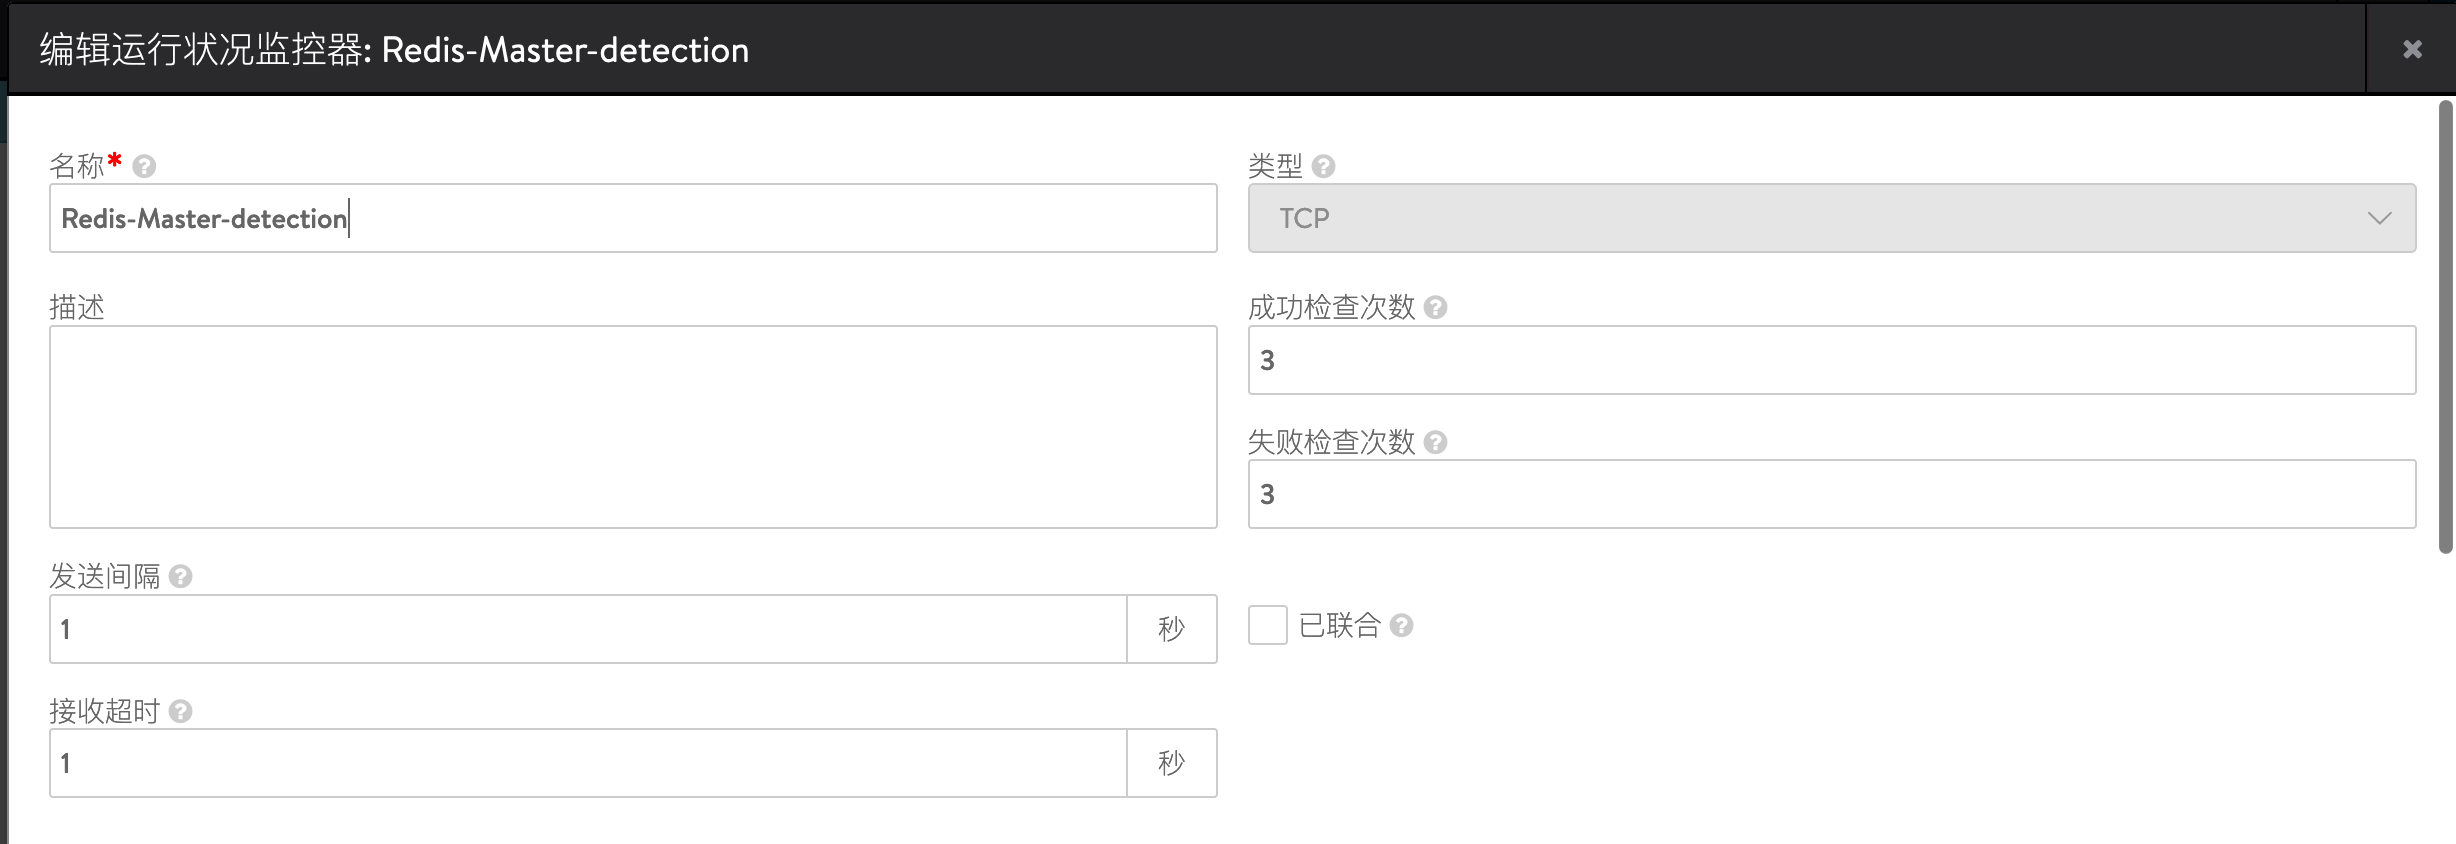 编辑运行状况监控器: Redis-Master-detection
名称*
Redis-Master-detection
类型
TCP
描述
成功检查次数
3
失败检查次数
3
发送间隔
1 秒
已联合
接收超时
1 秒